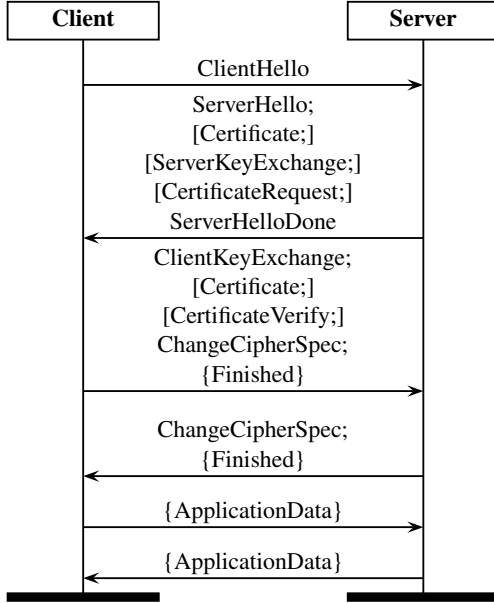 Client
Server
ClientHello
ServerHello;
[Certificate;]
[ServerKeyExchange;]
[CertificateRequest;]
ServerHelloDone
ClientKeyExchange;
[Certificate;]
[CertificateVerify;]
ChangeCipherSpec;
{Finished}
ChangeCipherSpec;
{Finished}
{ApplicationData}
{ApplicationData}